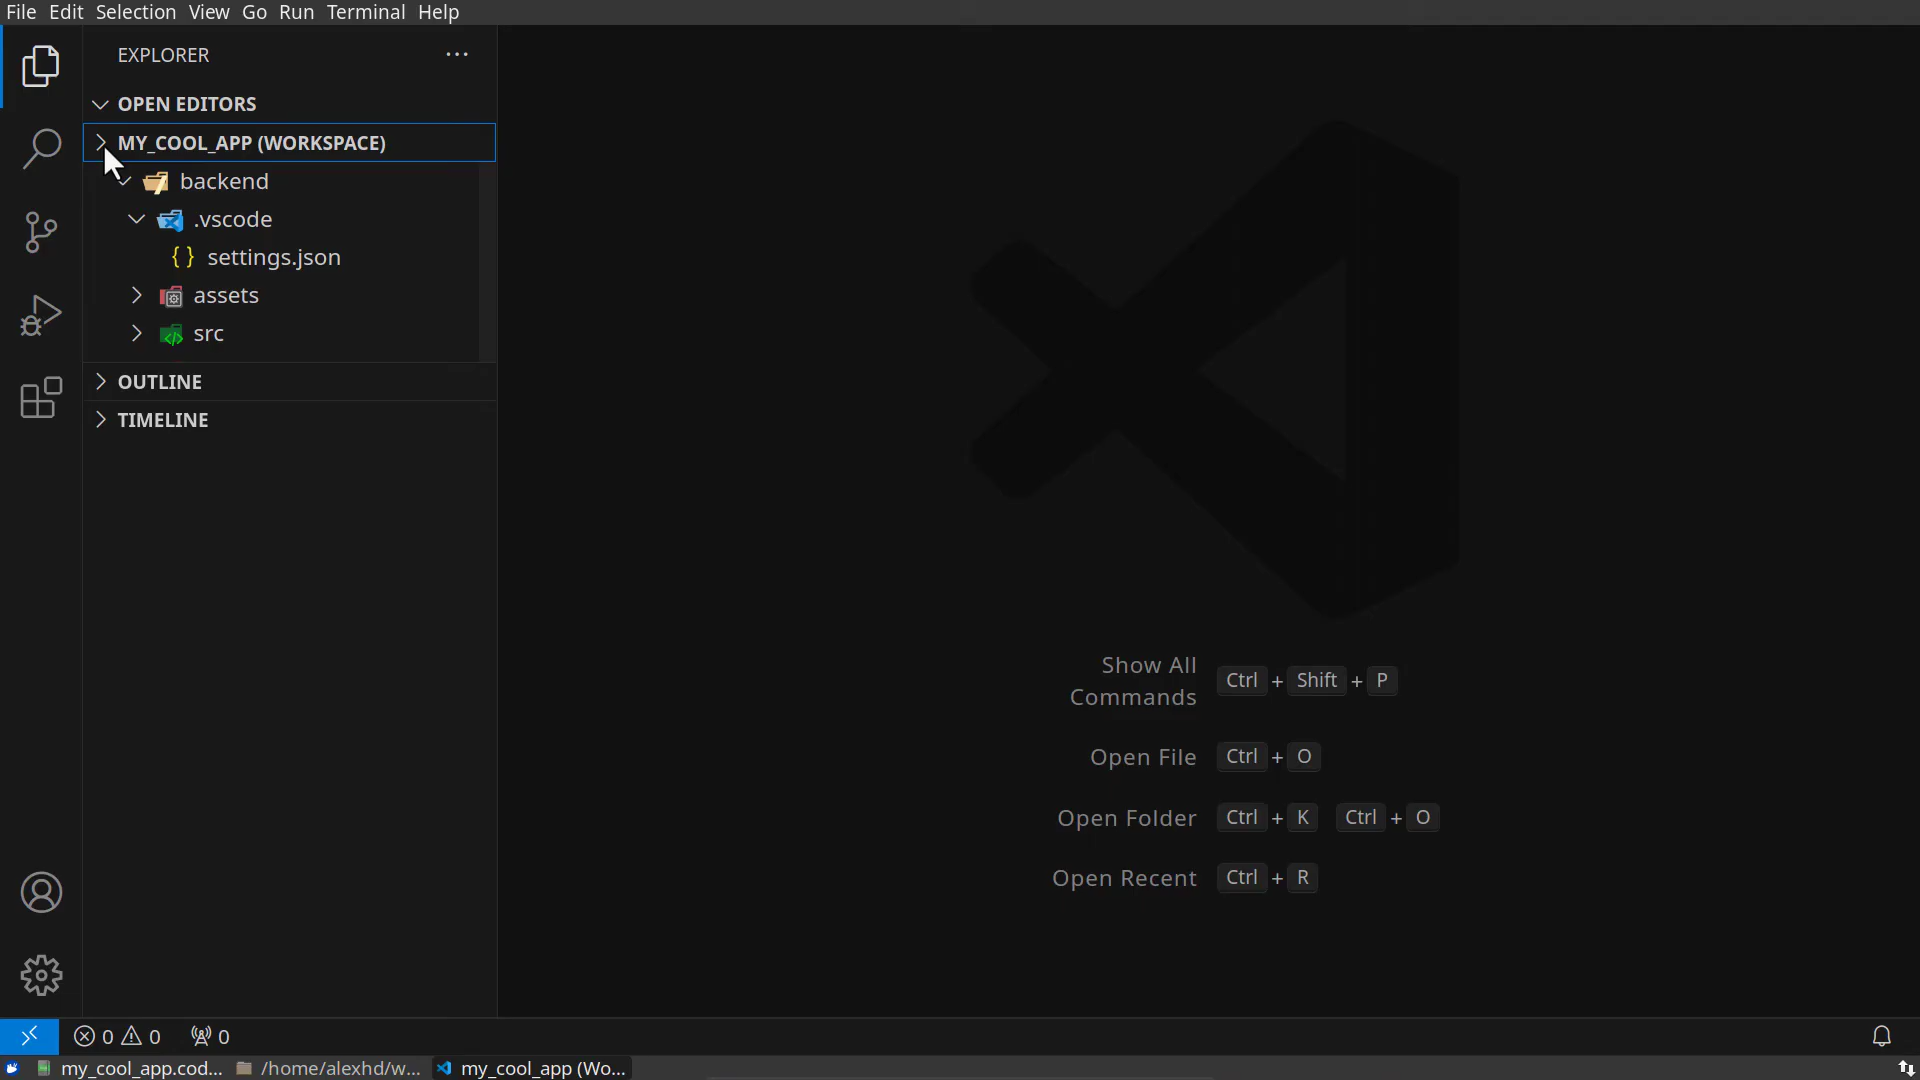 File Edit Selection View Go Run Terminal Help
EXPLORER
OPEN EDITORS
MY_COOL_APP (WORKSPACE)
backend
.vscode
{ } settings.json
assets
src
OUTLINE
TIMELINE
Show All
Commands
Ctrl + Shift + P
Open File Ctrl + O
Open Folder Ctrl + K Ctrl + O
Open Recent Ctrl + R
0 0 0
my_cool_app.cod... /home/alexhd/w... my_cool_app (Wo...